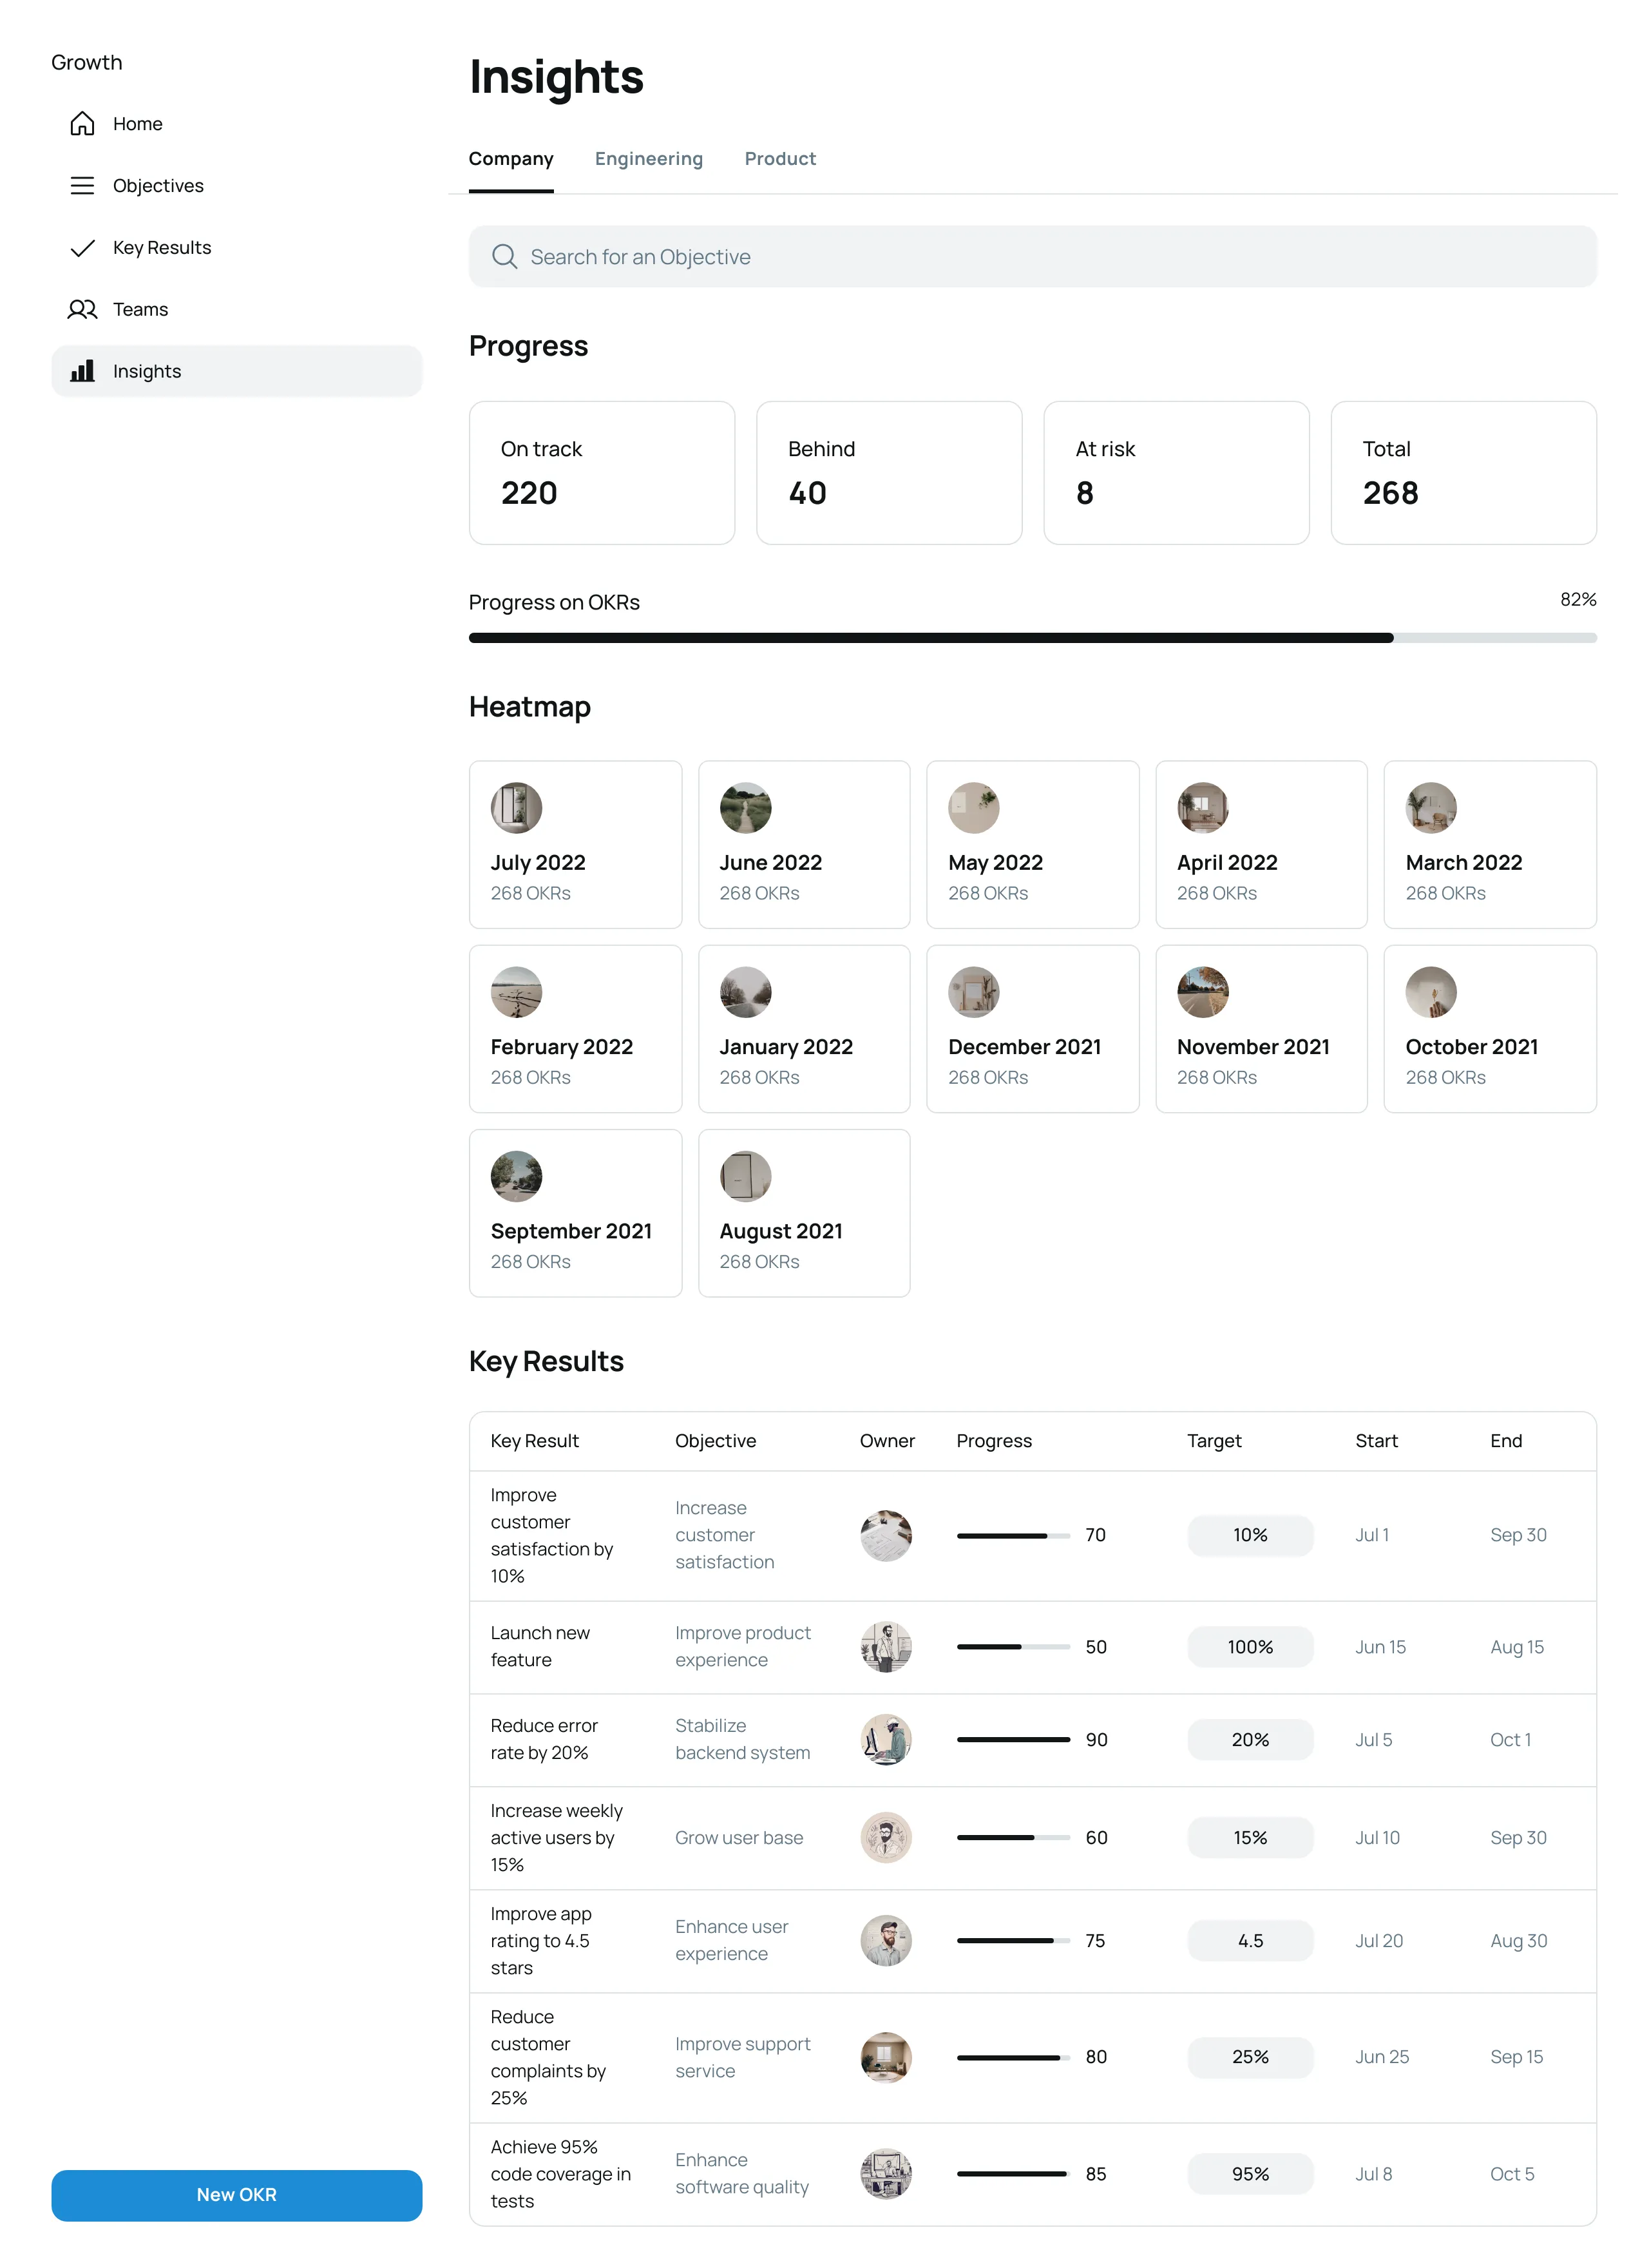 Growth
Home
Objectives
Key Results
Teams
Insights
New OKR
Insights
Company Engineering Product
Search for an Objective
Progress
On track
220
Behind
40
At risk
8
Total
268
Progress on OKRs 82%
Heatmap
July 2022
268 OKRs
June 2022
268 OKRs
May 2022
268 OKRs
April 2022
268 OKRs
March 2022
268 OKRs
February 2022
268 OKRs
January 2022
268 OKRs
December 2021
268 OKRs
November 2021
268 OKRs
October 2021
268 OKRs
September 2021
268 OKRs
August 2021
268 OKRs
Key Results
Key Result Objective Owner Progress Target Start End
Improve
customer
satisfaction by
10%
Increase
customer
satisfaction
70 10% Jul 1 Sep 30
Launch new
feature
Improve product
experience
50 100% Jun 15 Aug 15
Reduce error
rate by 20%
Stabilize
backend system
90 20% Jul 5 Oct 1
Increase weekly
active users by
15%
Grow user base
60 15% Jul 10 Sep 30
Improve app
rating to 4.5
stars
Enhance user
experience
75 4.5 Jul 20 Aug 30
Reduce
customer
complaints by
25%
Improve support
service
80 25% Jun 25 Sep 15
Achieve 95%
code coverage in
tests
Enhance
software quality
85 95% Jul 8 Oct 5